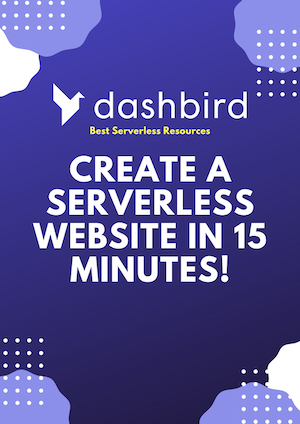 dashbird
Best Serverless Resources
CREATE A
SERVERLESS
WEBSITE IN 15
MINUTES!